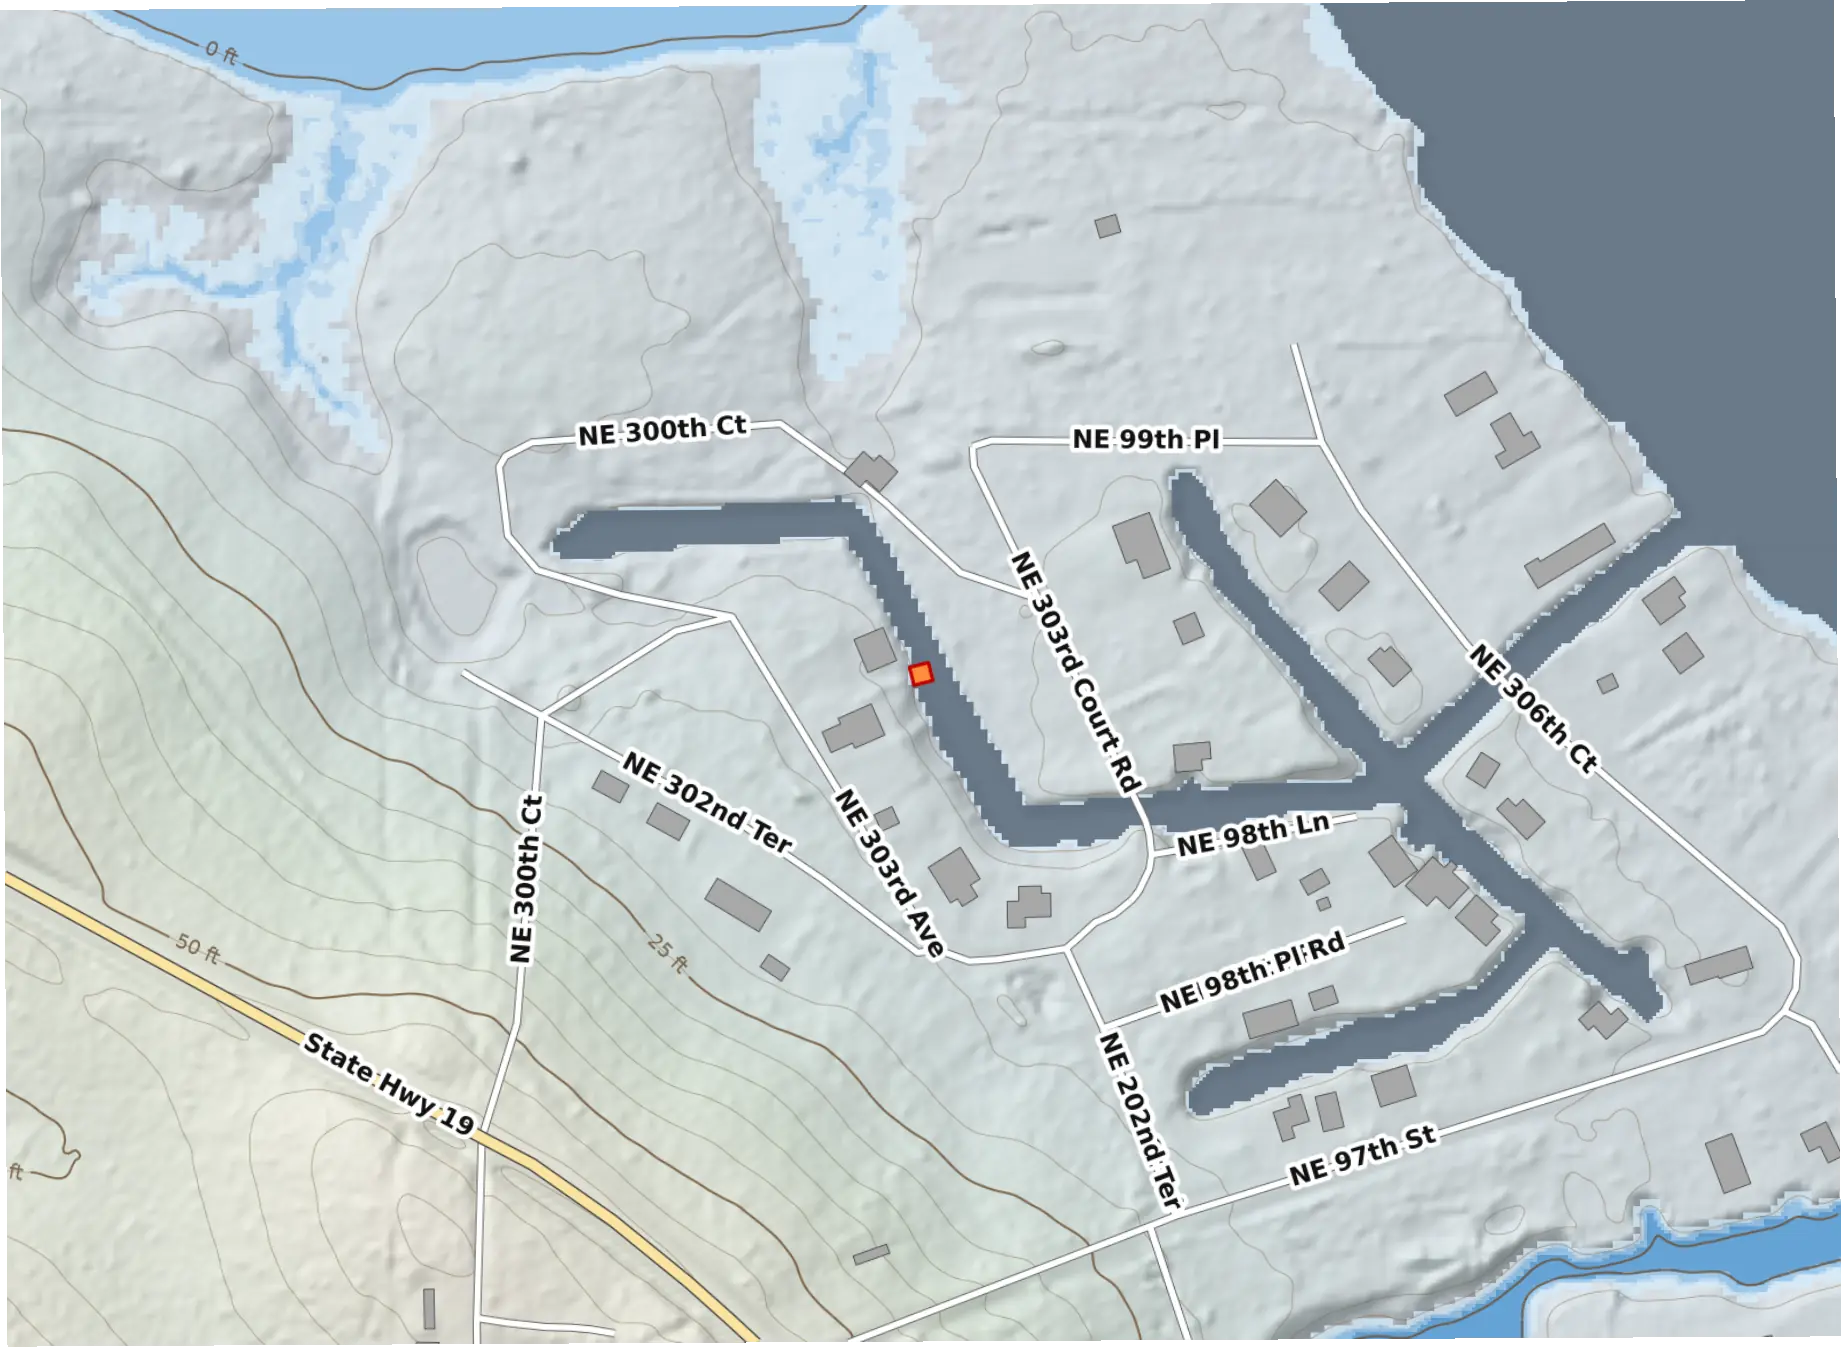 0 ft
NE 300th Ct
NE 99th Pl
NE 303rd Court Rd
NE 306th Ct
NE 302nd Ter
NE 303rd Ave
NE 300th Ct
NE 98th Ln
50 ft
25 ft
NE 98th Pl Rd
State Hwy 19
NE 202nd Ter
NE 97th St
ft